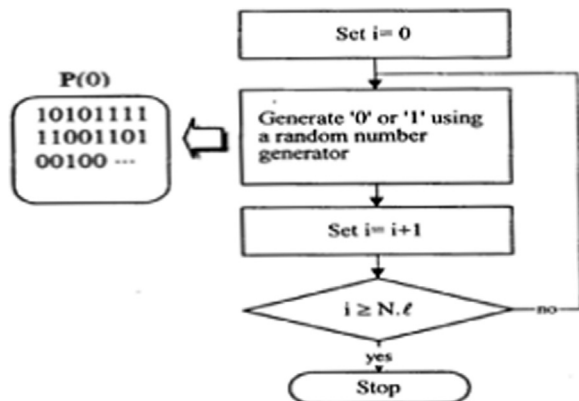 Set i= 0
P(0)
10101111
11001101
00100 ...
Generate '0' or '1' using
a random number
generator
Set i= i+1
i ≥ N.ℓ
no
yes
Stop